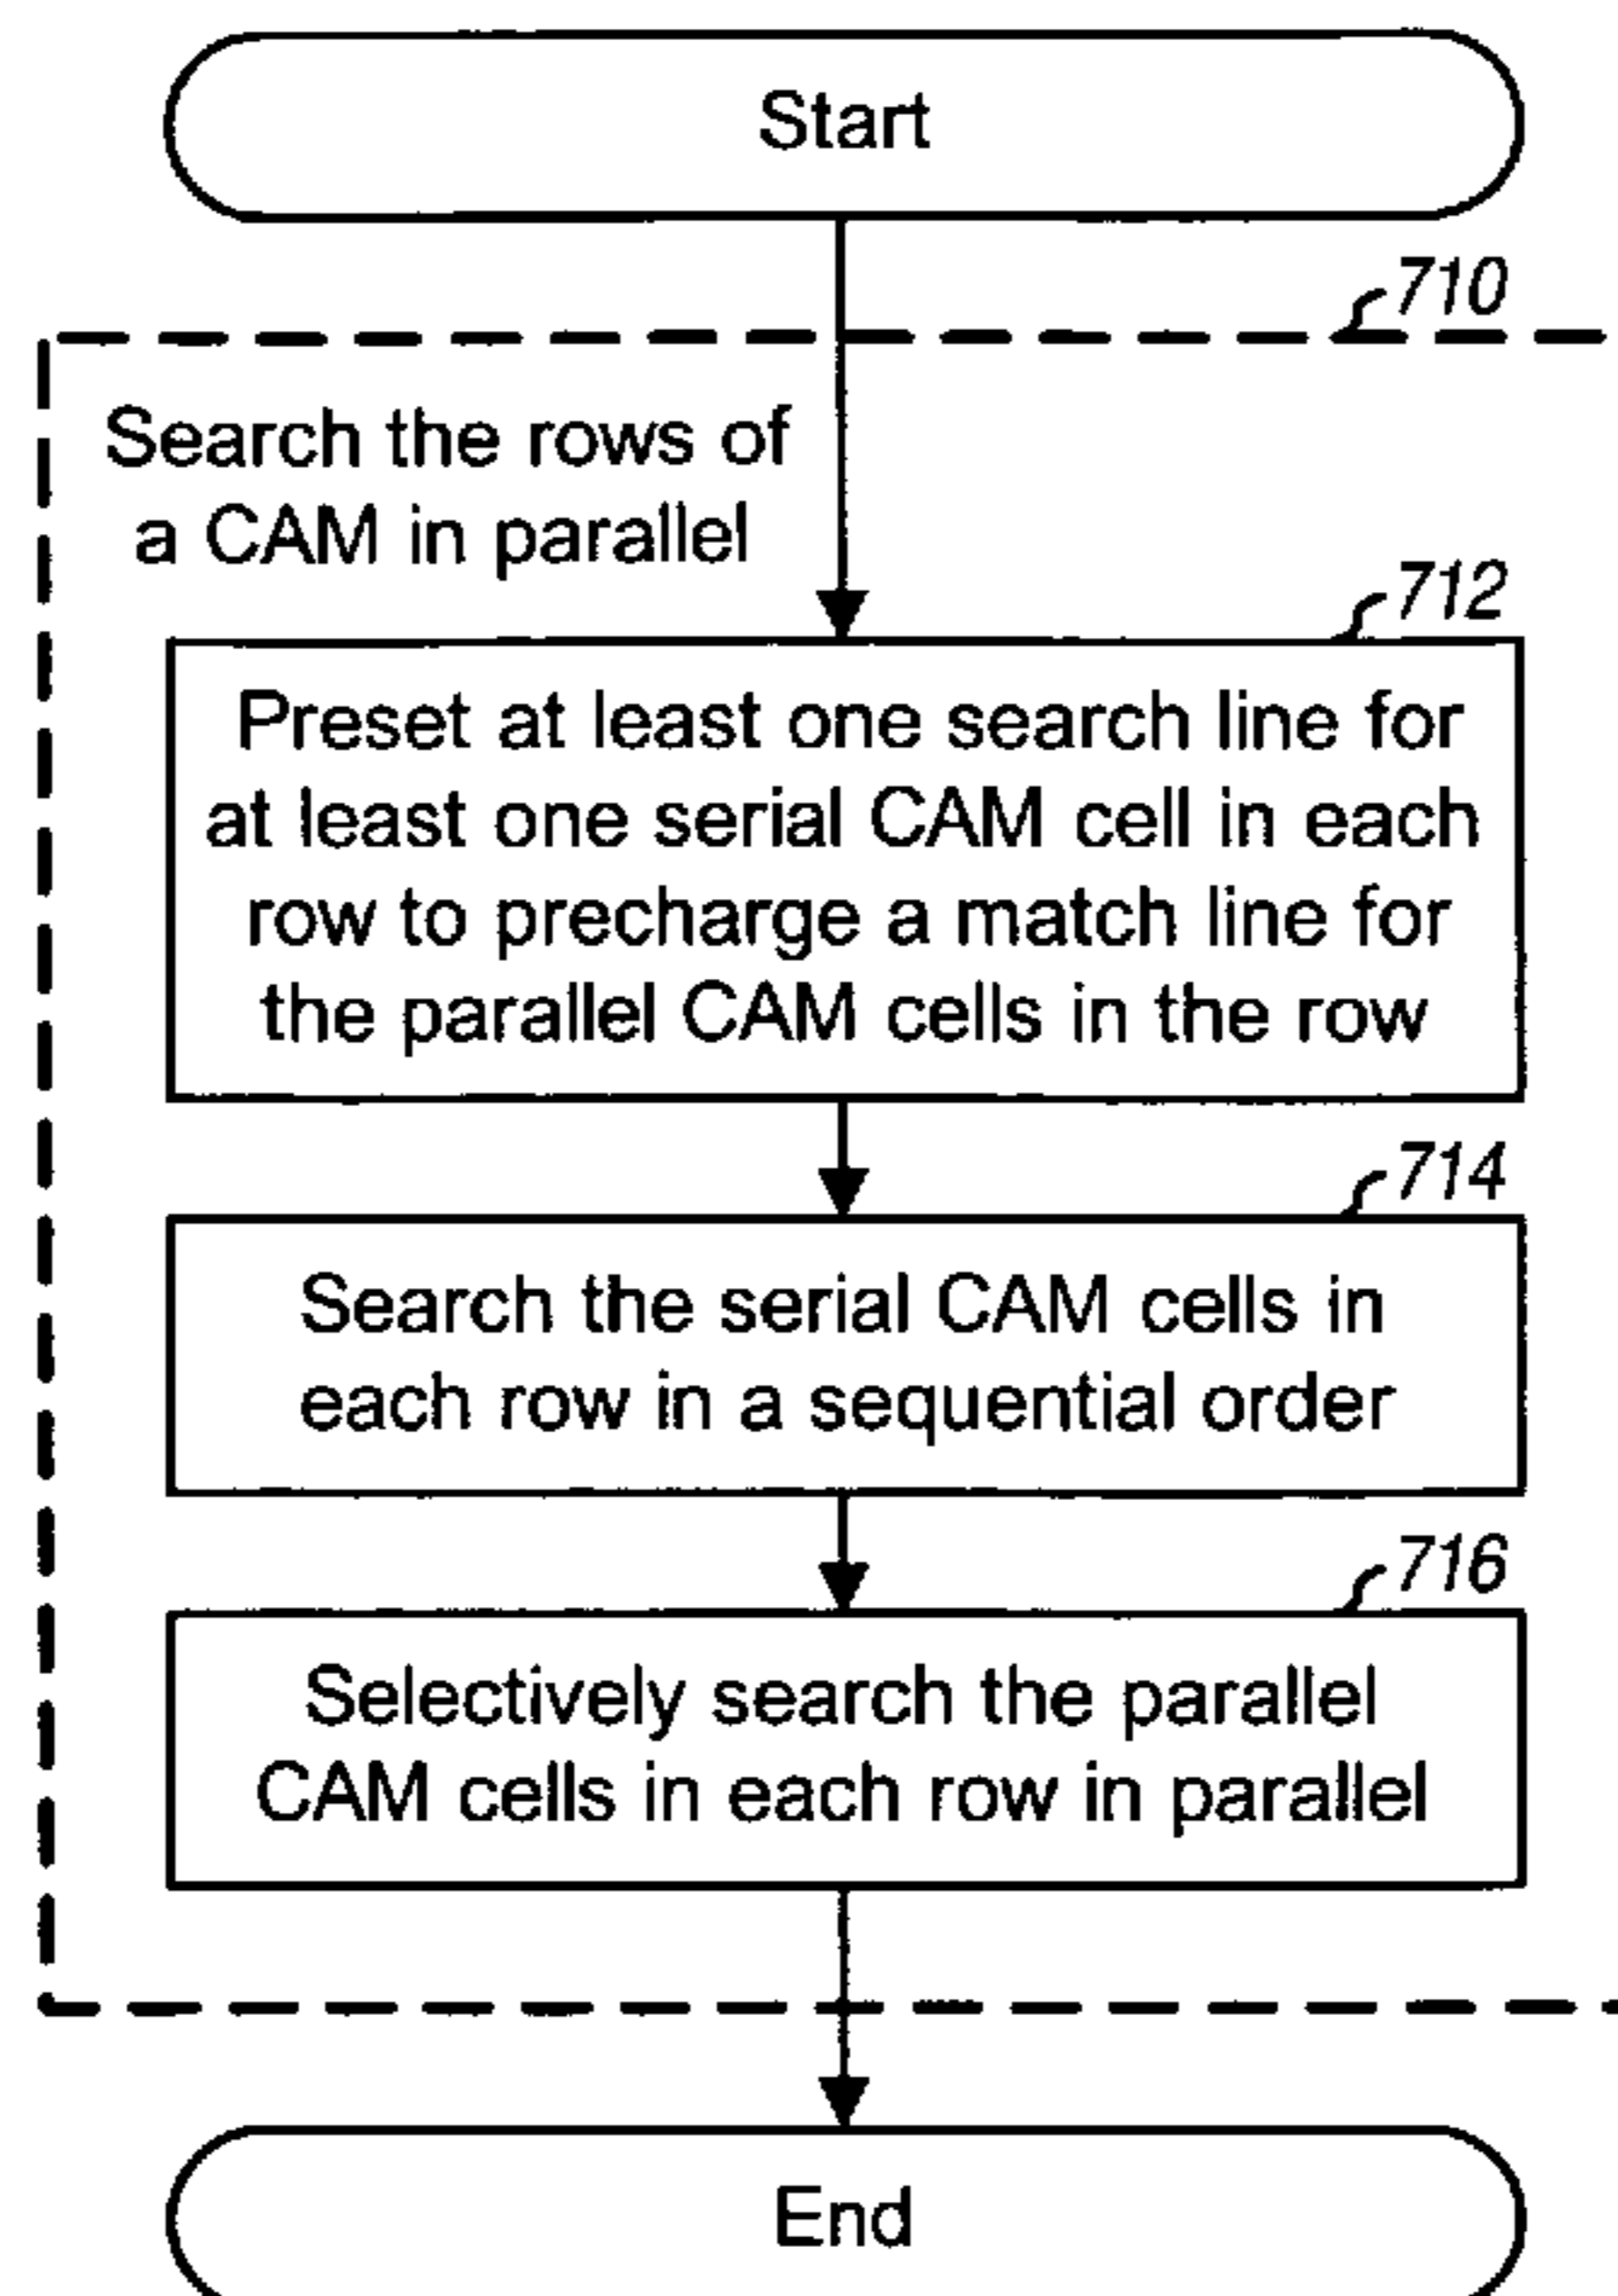 Start
710
Search the rows of
a CAM in parallel
712
Preset at least one search line for
at least one serial CAM cell in each
row to precharge a match line for
the parallel CAM cells in the row
714
Search the serial CAM cells in
each row in a sequential order
716
Selectively search the parallel
CAM cells in each row in parallel
End